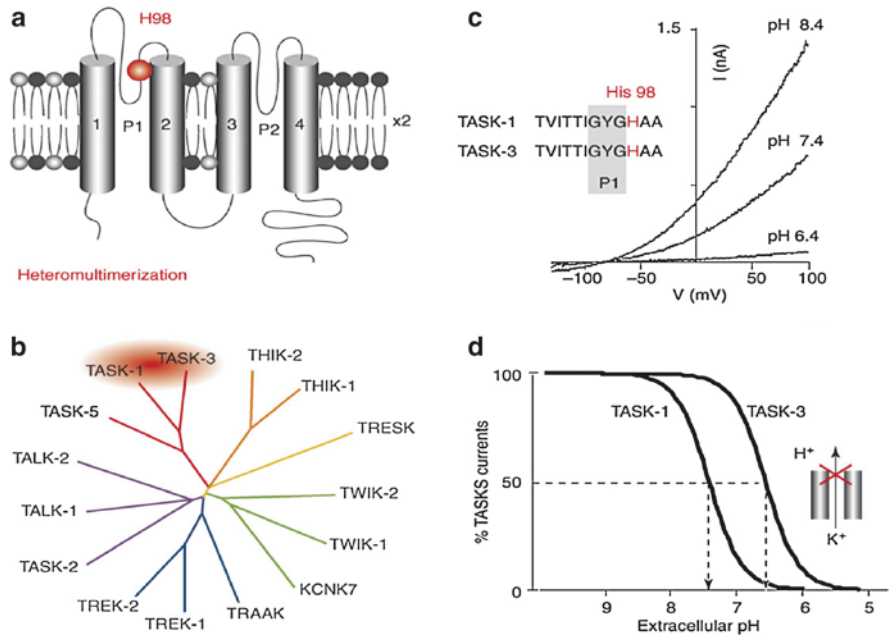 a
H98
1
P1
2
3
P2
4
x2
Heteromultimerization
b
TASK-1
TASK-3
THIK-2
THIK-1
TASK-5
TRESK
TALK-2
TWIK-2
TALK-1
TWIK-1
TASK-2
KCNK7
TREK-2
TREK-1
TRAAK
c
1.5
I (nA)
pH 8.4
His 98
TASK-1 TVITTIGYGHAA
TASK-3 TVITTIGYGHAA
P1
pH 7.4
pH 6.4
−100 −50 50 100
V (mV)
d
100
TASK-1
TASK-3
50
H+
K+
% TASKS currents
0
9 8 7 6 5
Extracellular pH